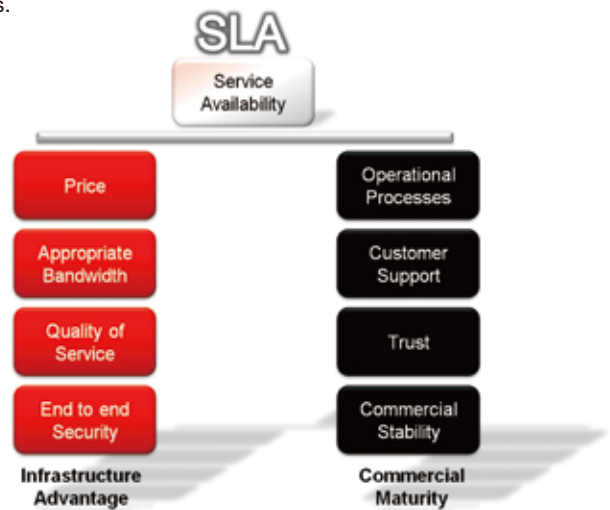 s.
SLA
Service
Availability
Price
Appropriate
Bandwidth
Quality of
Service
End to end
Security
Infrastructure
Advantage
Operational
Processes
Customer
Support
Trust
Commercial
Stability
Commercial
Maturity